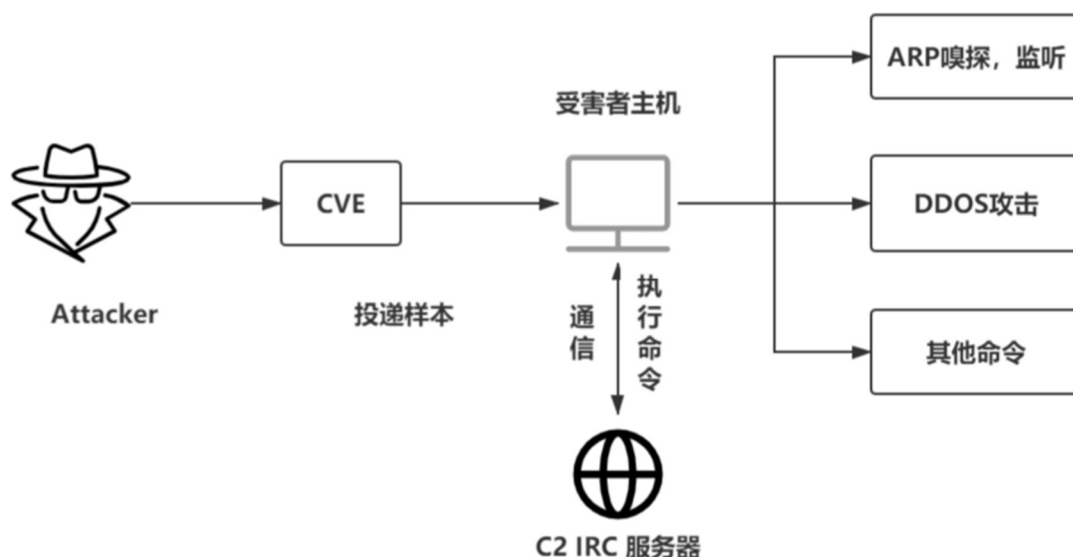 ARP嗅探，监听
受害者主机
CVE
DDOS攻击
Attacker
投递样本
通信
执行命令
其他命令
C2 IRC 服务器